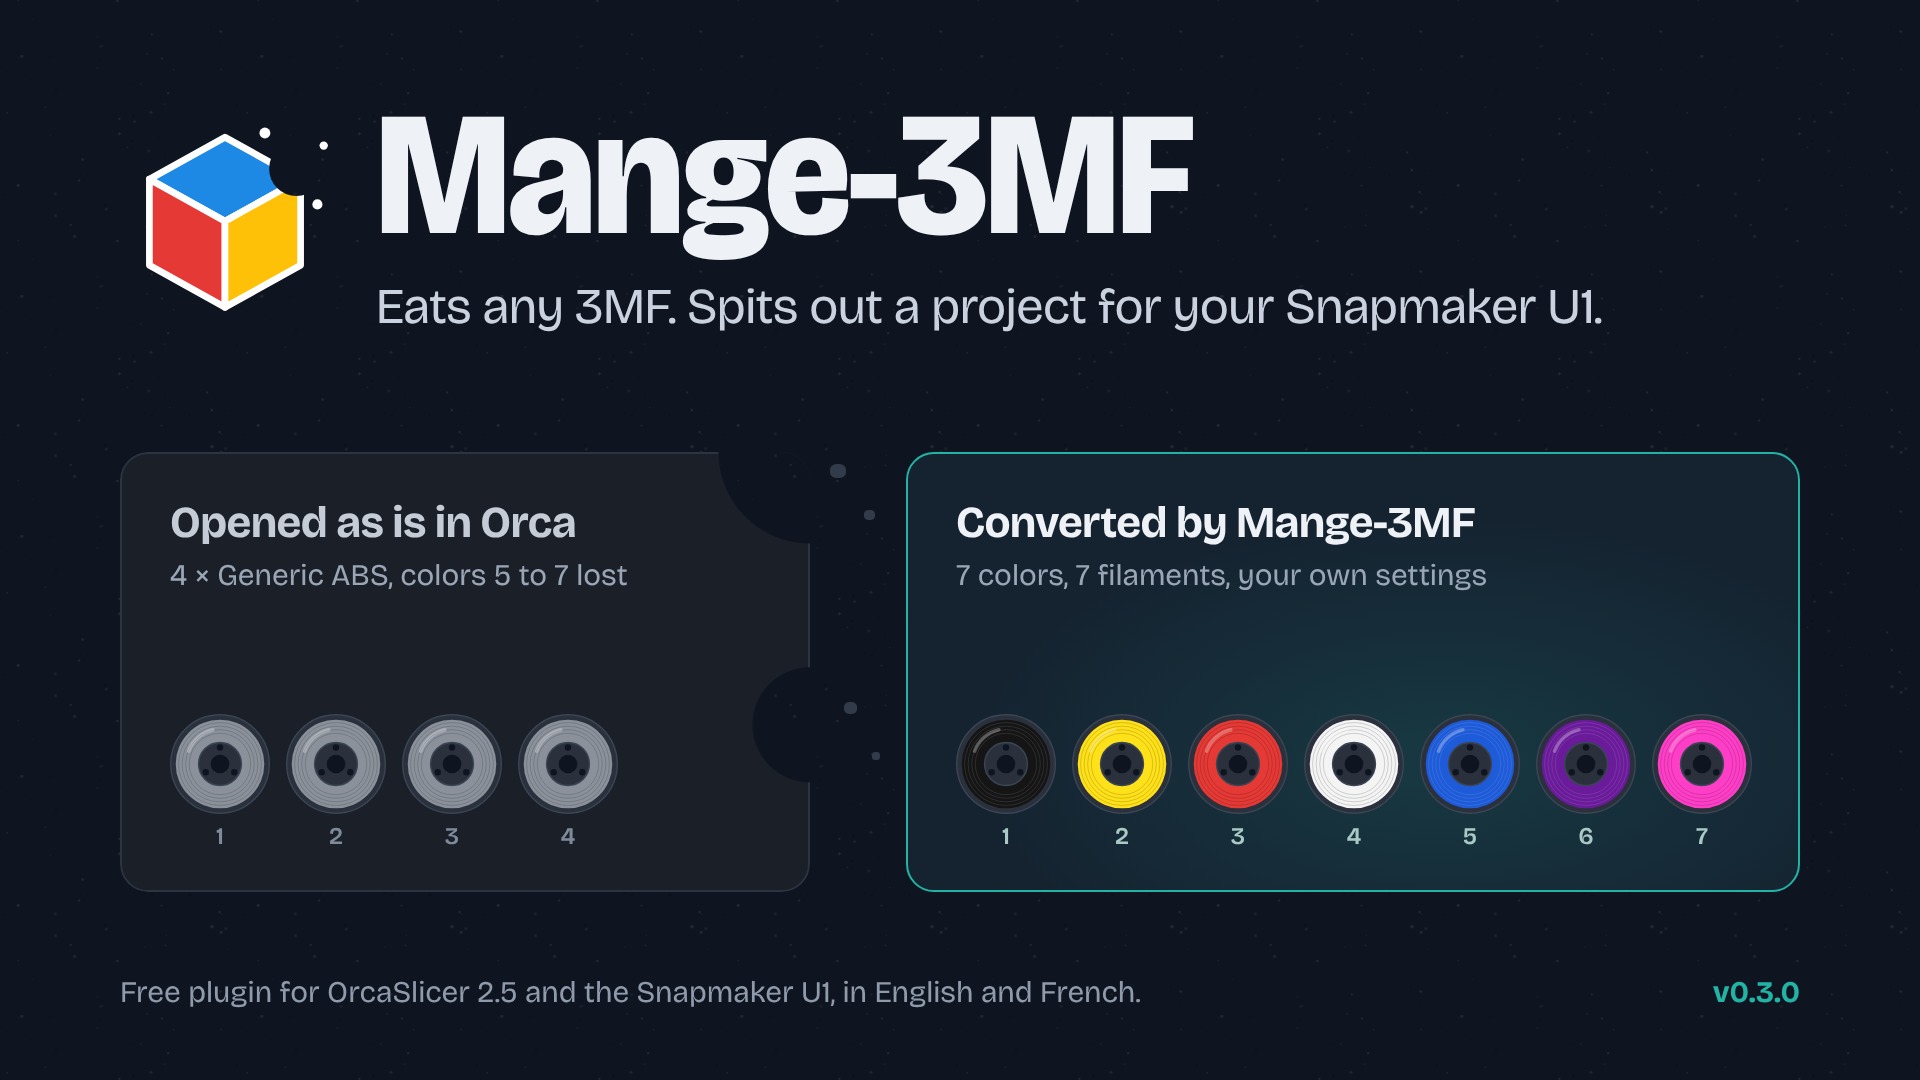 Mange-3MF
Eats any 3MF. Spits out a project for your Snapmaker U1.
Opened as is in Orca
4 × Generic ABS, colors 5 to 7 lost
1 2 3 4
Converted by Mange-3MF
7 colors, 7 filaments, your own settings
1 2 3 4 5 6 7
Free plugin for OrcaSlicer 2.5 and the Snapmaker U1, in English and French.
v0.3.0